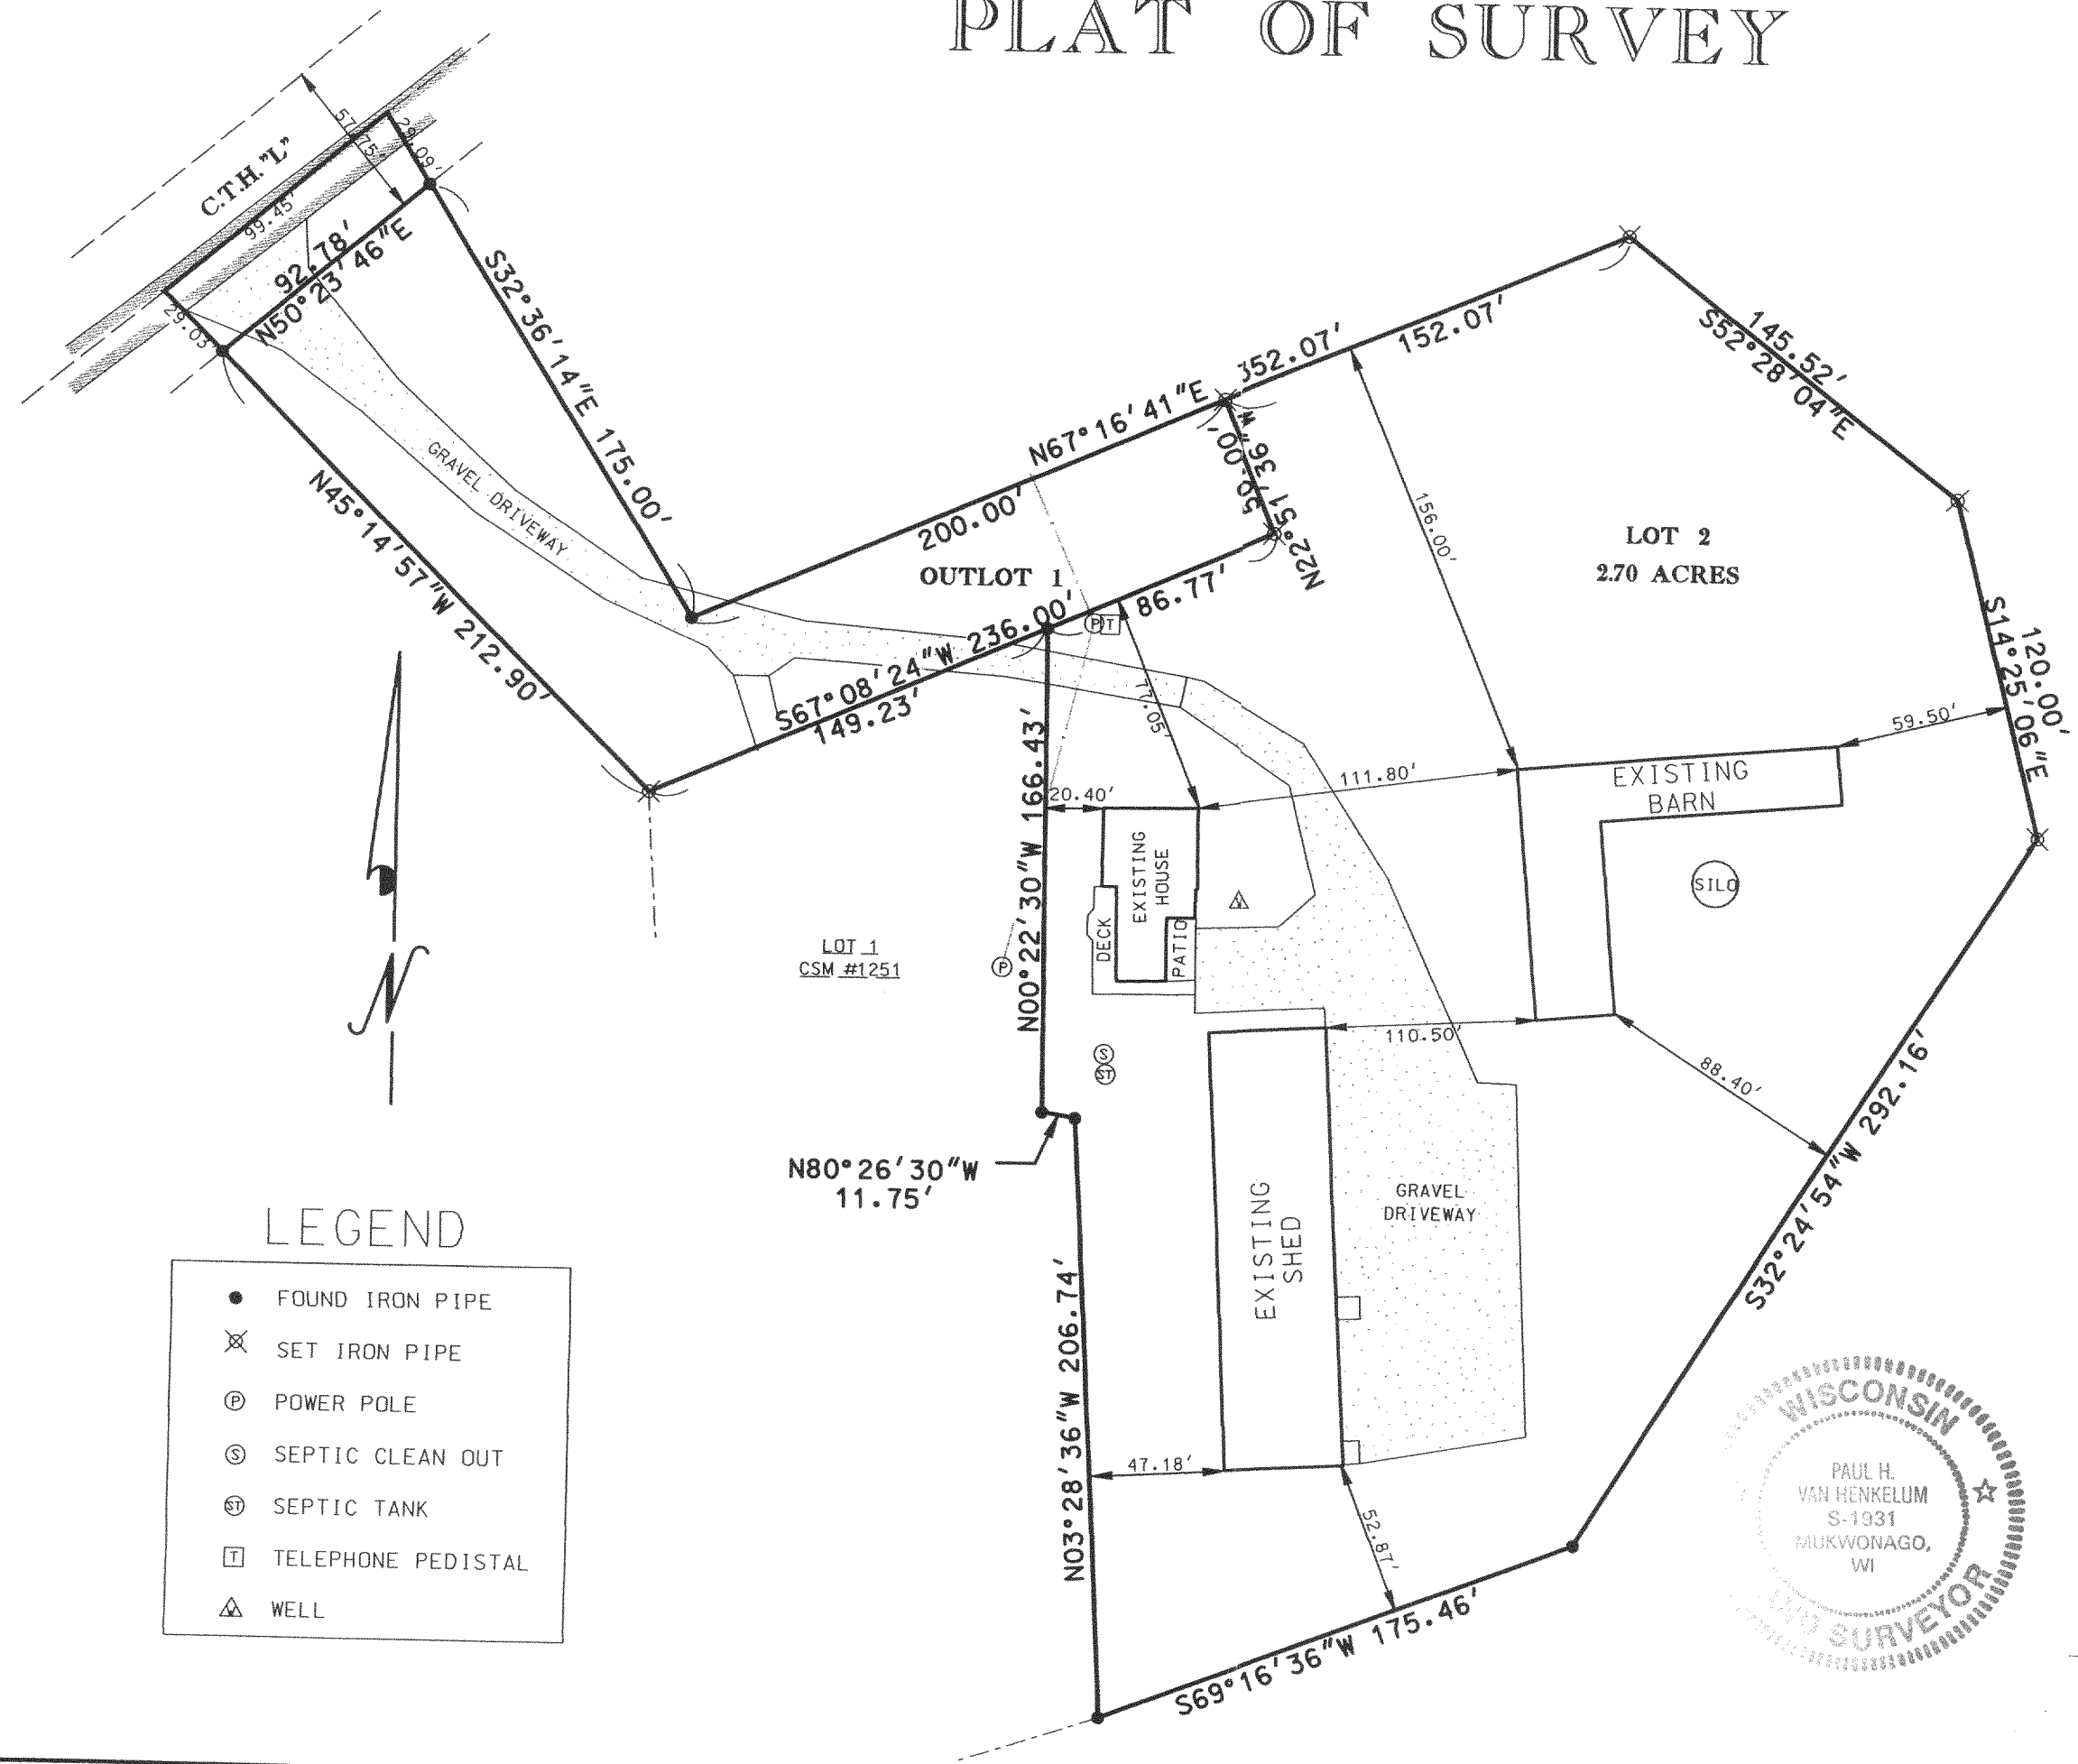 PLAT OF SURVEY
C.T.H. "L"
57.75'
29.09'
99.45'
92.78'
N50°23'46"E
29.03'
S32°36'14"E 175.00'
GRAVEL DRIVEWAY
N45°14'57"W 212.90'
N67°16'41"E 352.07'
200.00'
152.07'
OUTLOT 1
N22°51'36"W
S67°08'24"W 236.00'
149.23'
86.77'
P
T
145.52'
S52°28'04"E
LOT 2
2.70 ACRES
156.00'
120.00'
S14°25'06"E
59.50'
77.05'
111.80'
20.40'
EXISTING
BARN
SILO
EXISTING
HOUSE
DECK
PATIO
W
N00°22'30"W 166.43'
LOT 1
CSM #1251
P
S
ST
110.50'
88.40'
S32°24'54"W 292.16'
N80°26'30"W
11.75'
EXISTING
SHED
GRAVEL
DRIVEWAY
N03°28'36"W 206.74'
47.18'
52.87'
S69°16'36"W 175.46'
N
LEGEND
FOUND IRON PIPE
SET IRON PIPE
P POWER POLE
S SEPTIC CLEAN OUT
ST SEPTIC TANK
T TELEPHONE PEDISTAL
W WELL
WISCONSIN
PAUL H.
VAN HENKELUM
S-1931
MUKWONAGO,
WI
SURVEYOR